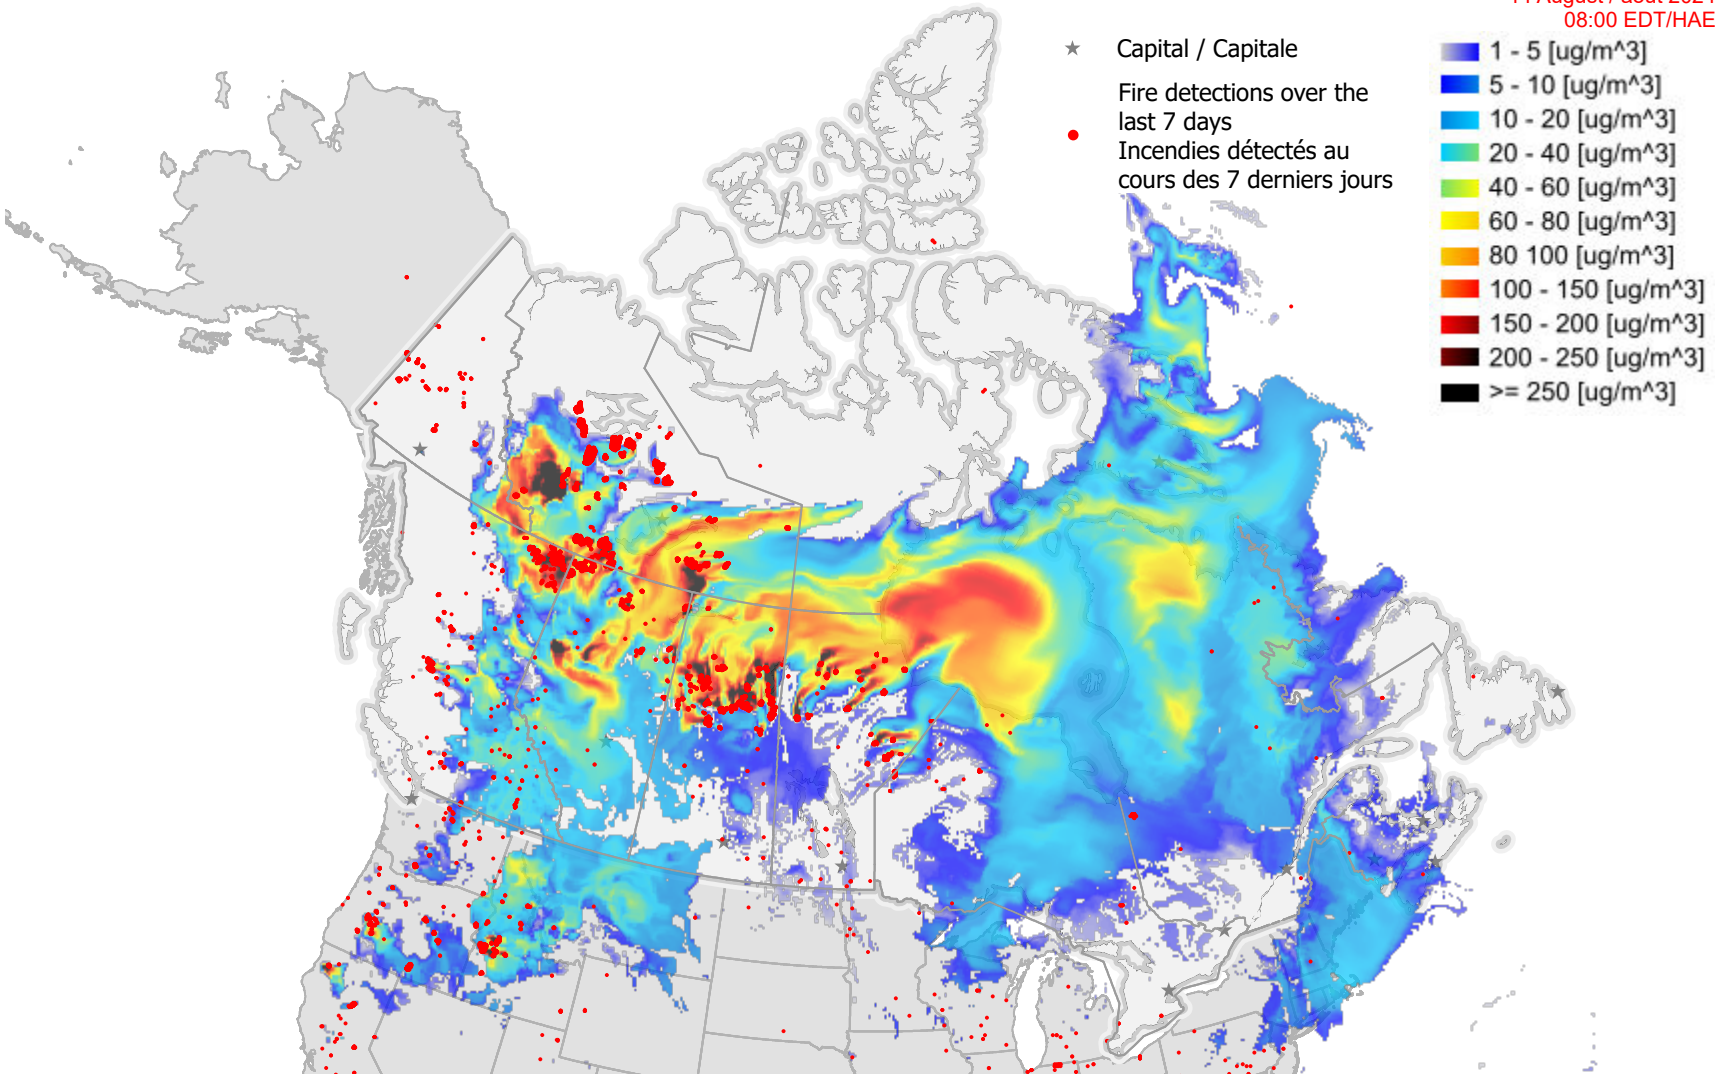 August / août 2024
08:00 EDT/HAE
Capital / Capitale
Fire detections over the
last 7 days
Incendies détectés au
cours des 7 derniers jours
1 - 5 [ug/m^3]
5 - 10 [ug/m^3]
10 - 20 [ug/m^3]
20 - 40 [ug/m^3]
40 - 60 [ug/m^3]
60 - 80 [ug/m^3]
80 100 [ug/m^3]
100 - 150 [ug/m^3]
150 - 200 [ug/m^3]
200 - 250 [ug/m^3]
>= 250 [ug/m^3]